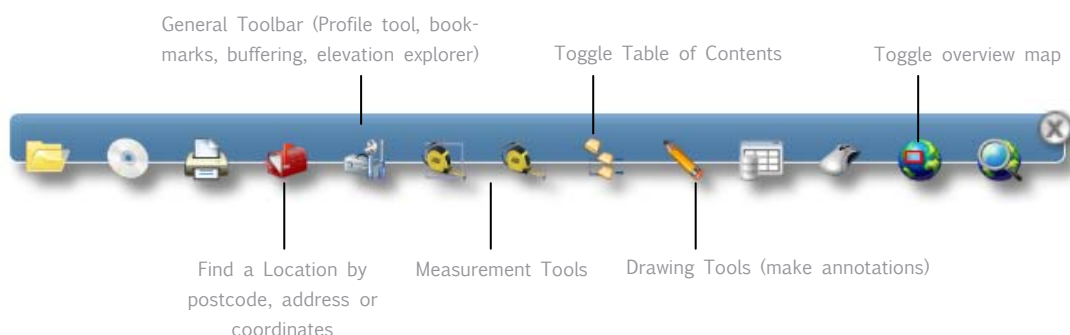 General Toolbar (Profile tool, book-
marks, buffering, elevation explorer)
Toggle Table of Contents
Toggle overview map
Find a Location by
postcode, address or
coordinates
Measurement Tools
Drawing Tools (make annotations)